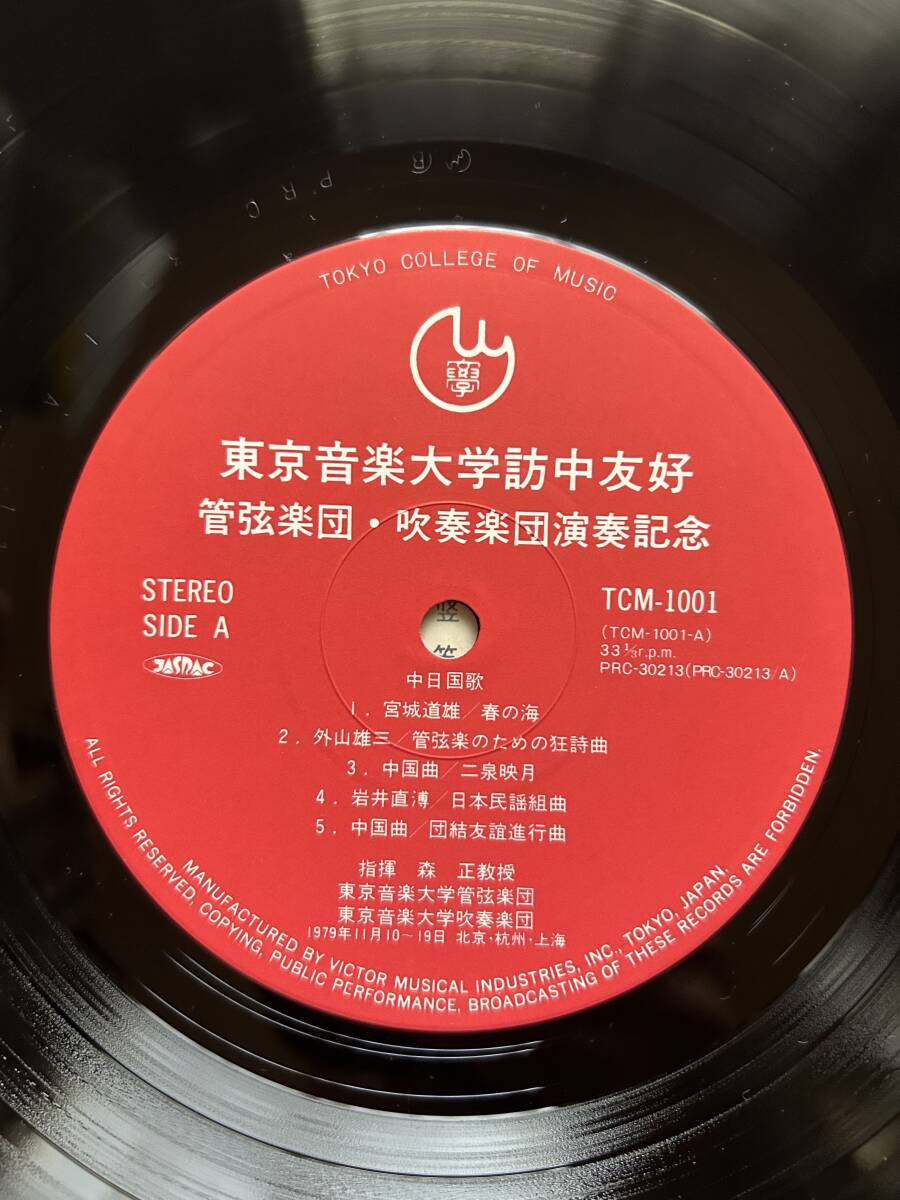 TOKYO COLLEGE OF MUSIC
學
東京音楽大学訪中友好
管弦楽団・吹奏楽団演奏記念
STEREO
SIDE A
JASRAC
TCM-1001
(TCM-1001-A)
33 1/3 r.p.m.
PRC-30213(PRC-30213/A)
中日国歌
1. 宮城道雄/春の海
2. 外山雄三/管弦楽のための狂詩曲
3. 中国曲/二泉映月
4. 岩井直溥/日本民謡組曲
5. 中国曲/団結友誼進行曲
指揮 森 正教授
東京音楽大学管弦楽団
東京音楽大学吹奏楽団
1979年11月10〜19日 北京・杭州・上海
MANUFACTURED BY VICTOR MUSICAL INDUSTRIES, INC., TOKYO, JAPAN.
ALL RIGHTS RESERVED, COPYING, PUBLIC PERFORMANCE, BROADCASTING OF THESE RECORDS ARE FORBIDDEN.